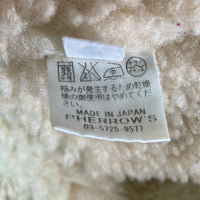 縮みが発生するため乾燥
機の御使用はやめてください。
MADE IN JAPAN
PHERROW'S
03-5725-9577